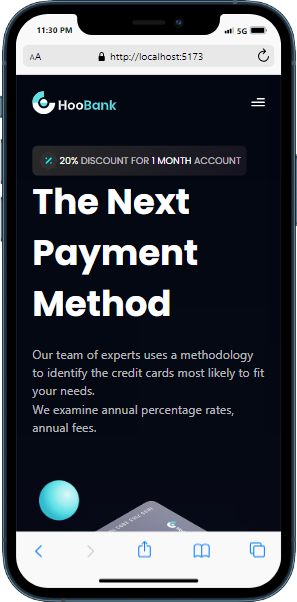 11:30 PM 5G
AA http://localhost:5173
HooBank
20% DISCOUNT FOR 1 MONTH ACCOUNT
The Next
Payment
Method
Our team of experts uses a methodology
to identify the credit cards most likely to fit
your needs.
We examine annual percentage rates,
annual fees.